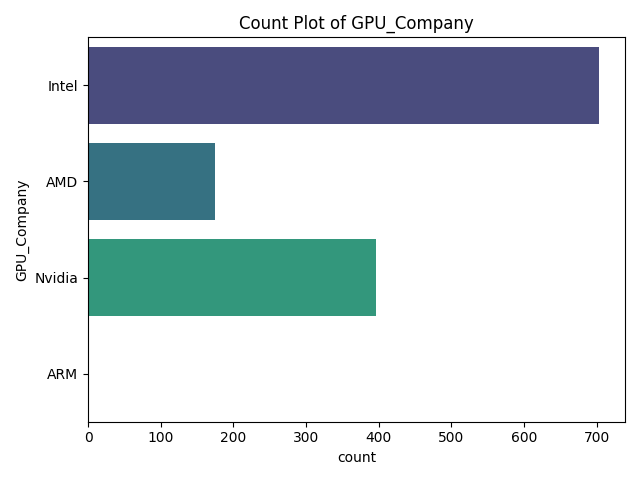 Count Plot of GPU_Company
Intel
AMD
Nvidia
ARM
GPU_Company
0 100 200 300 400 500 600 700
count